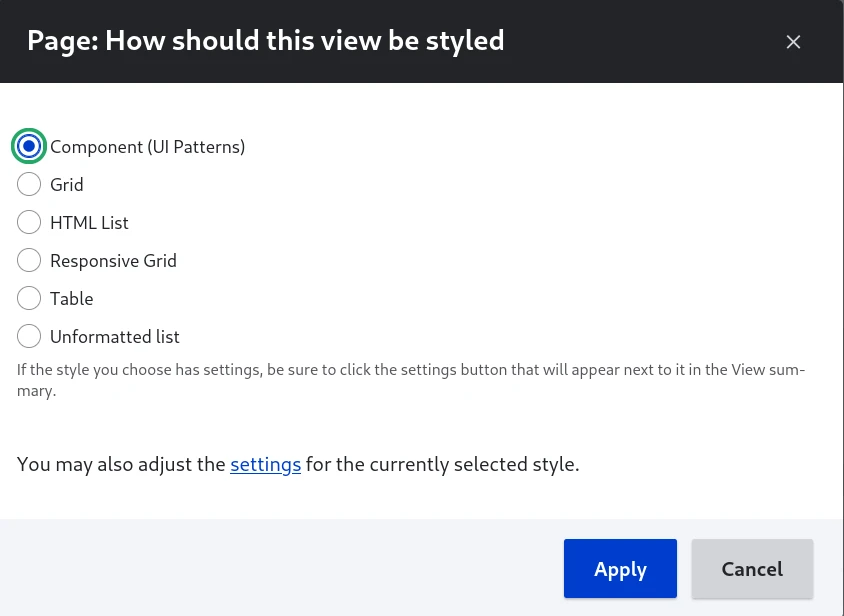 Page: How should this view be styled
Component (UI Patterns)
Grid
HTML List
Responsive Grid
Table
Unformatted list
If the style you choose has settings, be sure to click the settings button that will appear next to it in the View sum-
mary.
You may also adjust the settings for the currently selected style.
Apply
Cancel